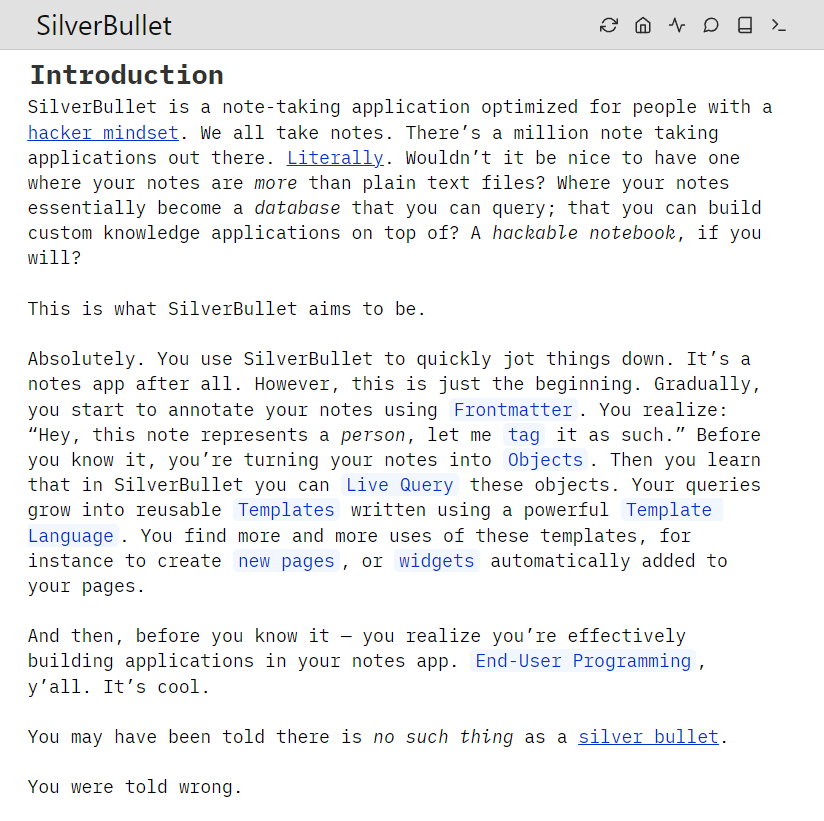 SilverBullet
Introduction
SilverBullet is a note-taking application optimized for people with a
hacker mindset. We all take notes. There’s a million note taking
applications out there. Literally. Wouldn’t it be nice to have one
where your notes are more than plain text files? Where your notes
essentially become a database that you can query; that you can build
custom knowledge applications on top of? A hackable notebook, if you
will?
This is what SilverBullet aims to be.
Absolutely. You use SilverBullet to quickly jot things down. It’s a
notes app after all. However, this is just the beginning. Gradually,
you start to annotate your notes using Frontmatter. You realize:
“Hey, this note represents a person, let me tag it as such.” Before
you know it, you’re turning your notes into Objects. Then you learn
that in SilverBullet you can Live Query these objects. Your queries
grow into reusable Templates written using a powerful Template
Language. You find more and more uses of these templates, for
instance to create new pages, or widgets automatically added to
your pages.
And then, before you know it — you realize you’re effectively
building applications in your notes app. End-User Programming,
y’all. It’s cool.
You may have been told there is no such thing as a silver bullet.
You were told wrong.